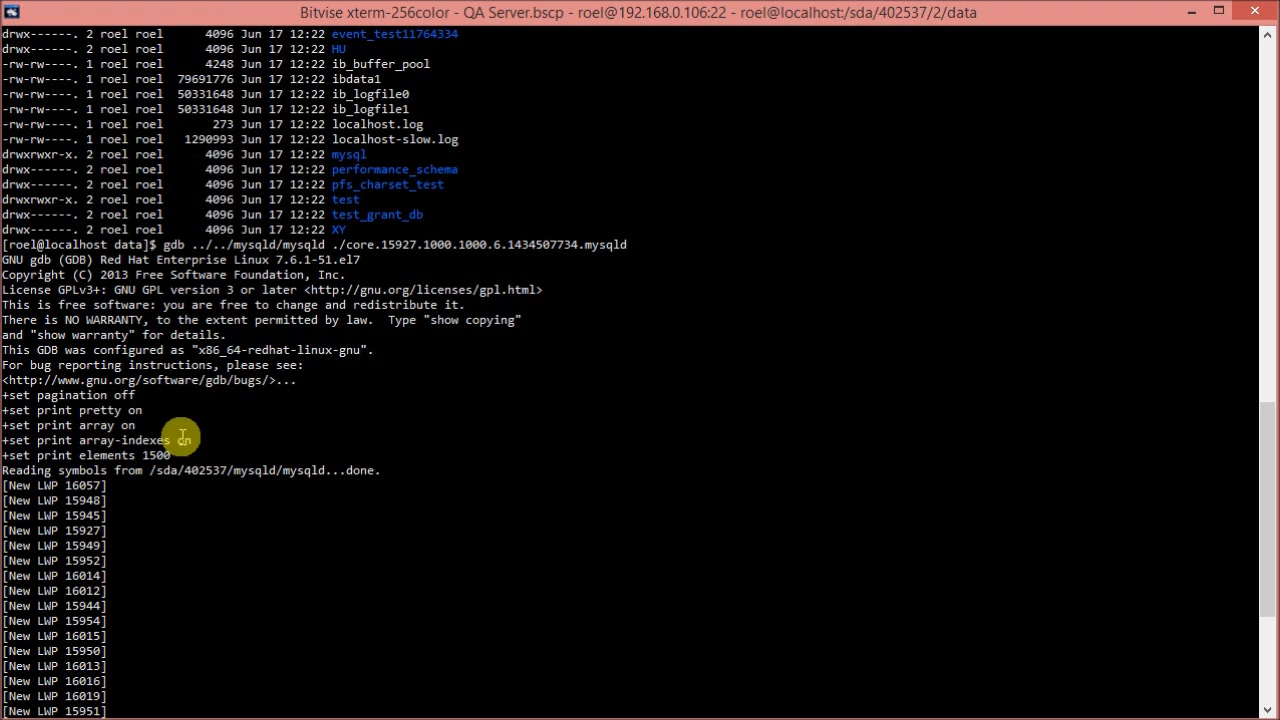 Bitvise xterm-256color - QA Server.bscp - roel@192.168.0.106:22 - roel@localhost:/sda/402537/2/data
drwx------. 2 roel roel     4096 Jun 17 12:22 event_test11764334
drwx------. 2 roel roel     4096 Jun 17 12:22 HU
-rw-rw----. 1 roel roel     4248 Jun 17 12:22 ib_buffer_pool
-rw-rw----. 1 roel roel 79691776 Jun 17 12:22 ibdata1
-rw-rw----. 1 roel roel 50331648 Jun 17 12:22 ib_logfile0
-rw-rw----. 1 roel roel 50331648 Jun 17 12:22 ib_logfile1
-rw-rw----. 1 roel roel      273 Jun 17 12:22 localhost.log
-rw-rw----. 1 roel roel  1290993 Jun 17 12:22 localhost-slow.log
drwxrwxr-x. 2 roel roel     4096 Jun 17 12:22 mysql
drwx------. 2 roel roel     4096 Jun 17 12:22 performance_schema
drwx------. 2 roel roel     4096 Jun 17 12:22 pfs_charset_test
drwxrwxr-x. 2 roel roel     4096 Jun 17 12:22 test
drwx------. 2 roel roel     4096 Jun 17 12:22 test_grant_db
drwx------. 2 roel roel     4096 Jun 17 12:22 XY
[roel@localhost data]$ gdb ../../mysqld/mysqld ./core.15927.1000.1000.6.1434507734.mysqld
GNU gdb (GDB) Red Hat Enterprise Linux 7.6.1-51.el7
Copyright (C) 2013 Free Software Foundation, Inc.
License GPLv3+: GNU GPL version 3 or later <http://gnu.org/licenses/gpl.html>
This is free software: you are free to change and redistribute it.
There is NO WARRANTY, to the extent permitted by law.  Type "show copying"
and "show warranty" for details.
This GDB was configured as "x86_64-redhat-linux-gnu".
For bug reporting instructions, please see:
<http://www.gnu.org/software/gdb/bugs/>...
+set pagination off
+set print pretty on
+set print array on
+set print array-indexes on
+set print elements 1500
Reading symbols from /sda/402537/mysqld/mysqld...done.
[New LWP 16057]
[New LWP 15948]
[New LWP 15945]
[New LWP 15927]
[New LWP 15949]
[New LWP 15952]
[New LWP 16014]
[New LWP 16012]
[New LWP 15944]
[New LWP 15954]
[New LWP 16015]
[New LWP 15950]
[New LWP 16013]
[New LWP 16016]
[New LWP 16019]
[New LWP 15951]